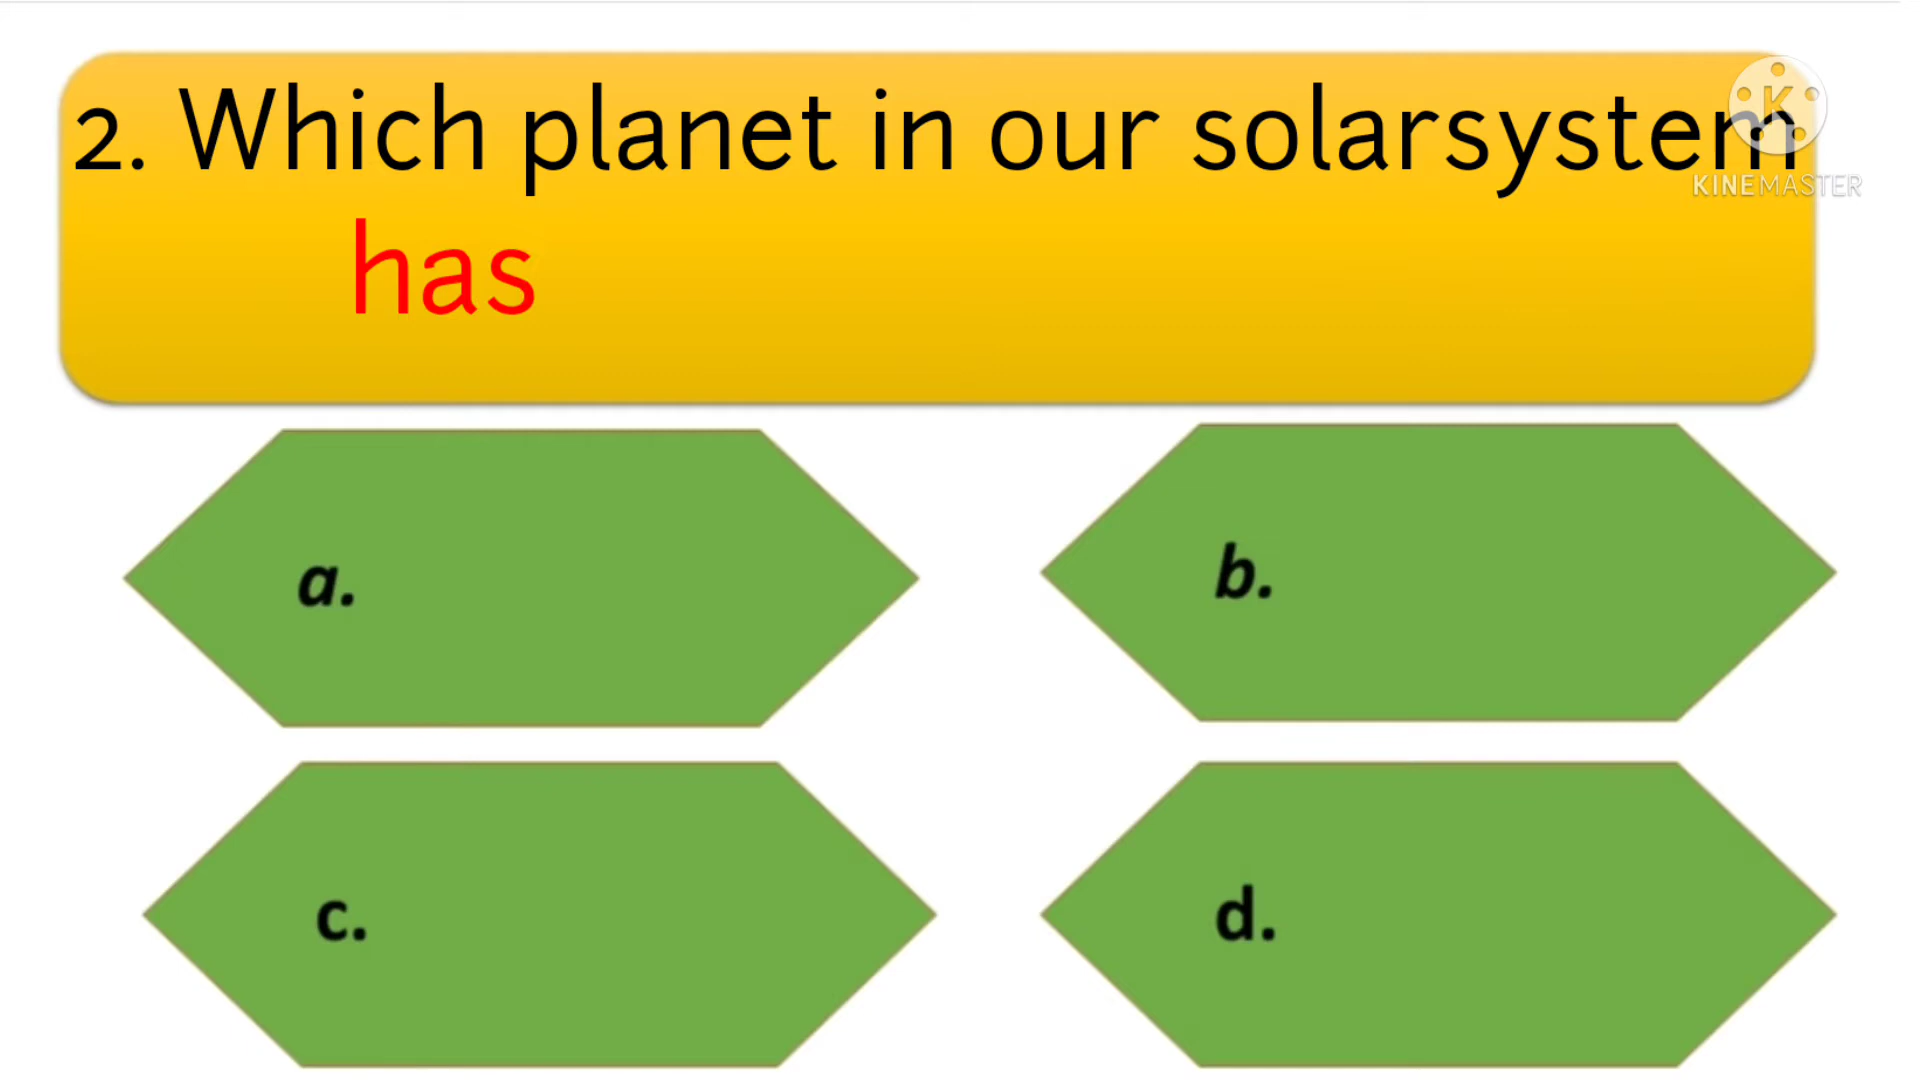 2. Which planet in our solarsystem
has
K
KINEMASTER
a.
b.
c.
d.